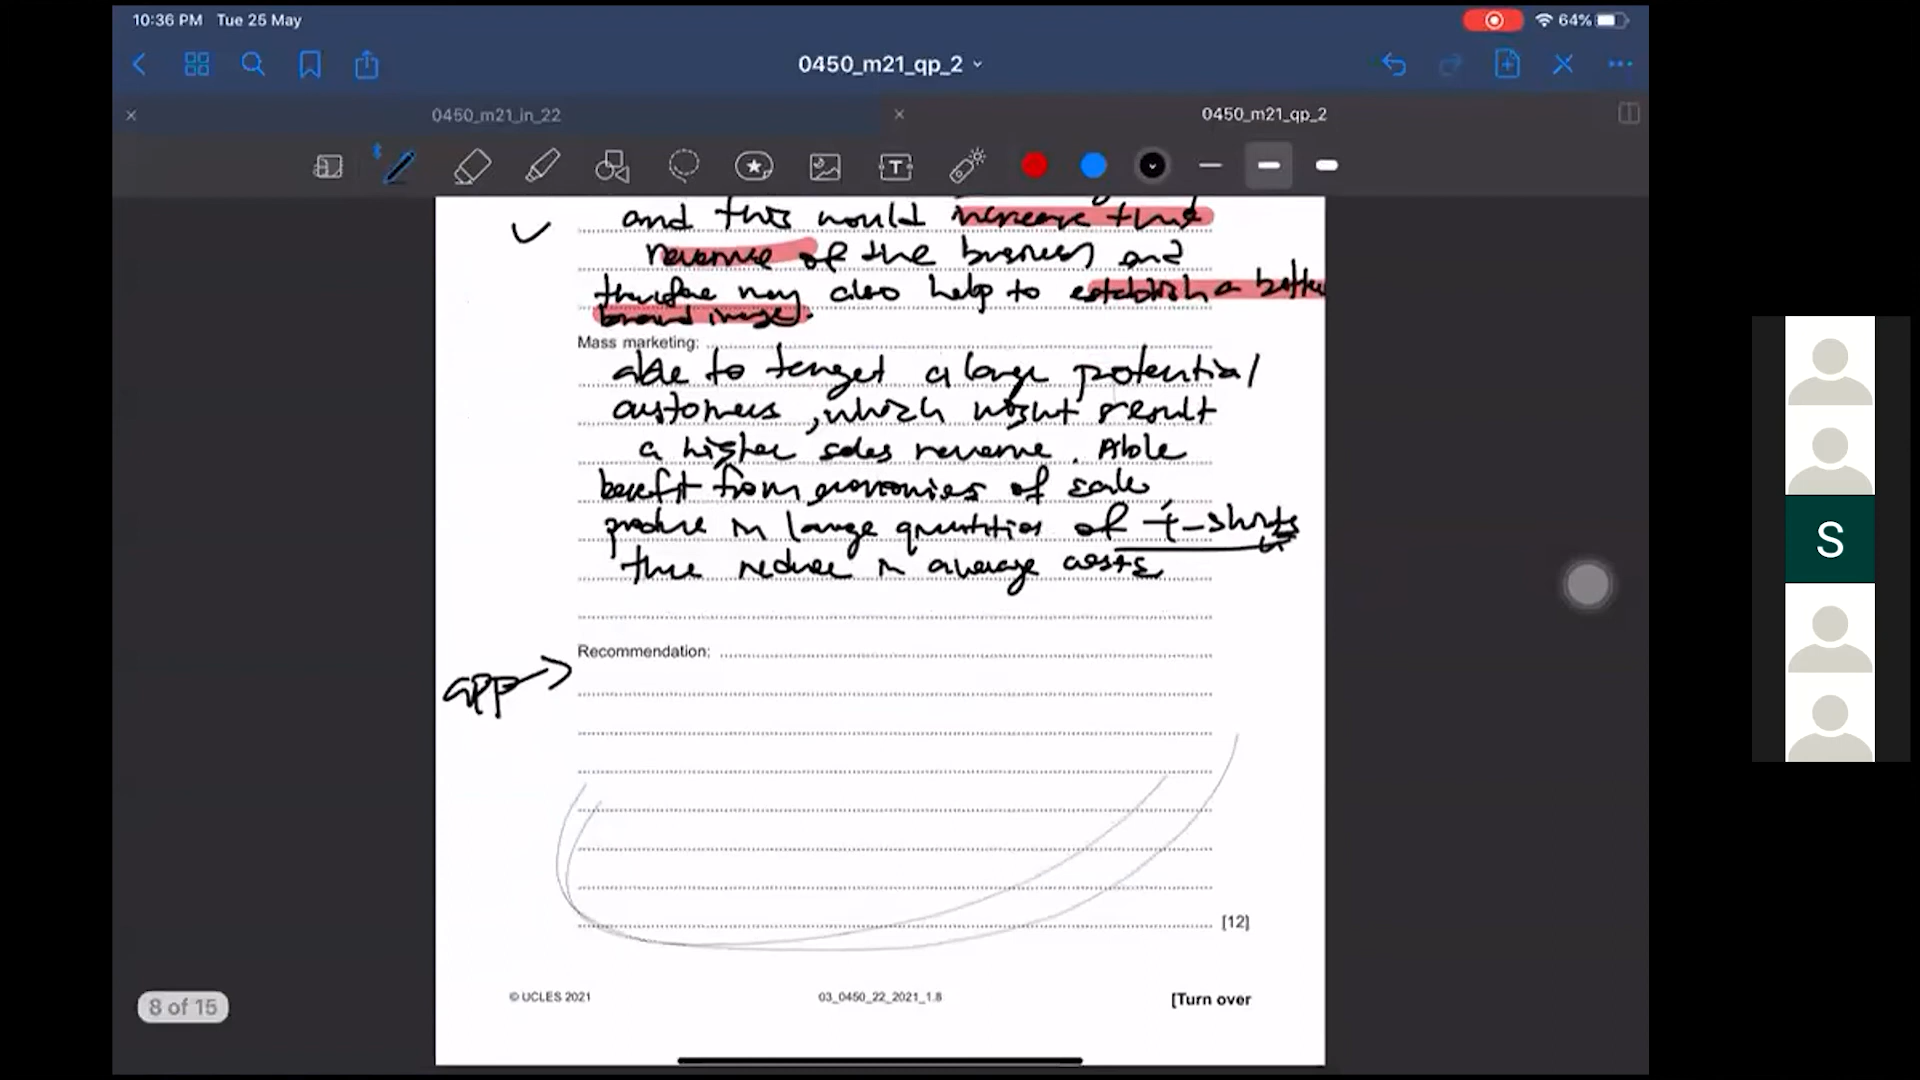 10:36 PM Tue 25 May
64%
0450_m21_qp_2
0450_m21_in_22
0450_m21_qp_2
T
and this would increase the
revenue of the business and
therefore may also help to establish a better
brand image.
Mass marketing:
able to target a large potential
customers, which might result
a higher sales revenue. Able
benefit from economies of scale
produce in large quantities of t-shirts
thus reduce in average costs
Recommendation:
app
[12]
© UCLES 2021
03_0450_22_2021_1.8
[Turn over
8 of 15
S